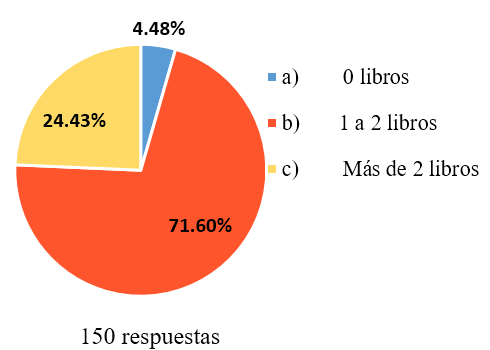 4.48%
a) 0 libros
24.43%
b) 1 a 2 libros
c) Más de 2 libros
71.60%
150 respuestas